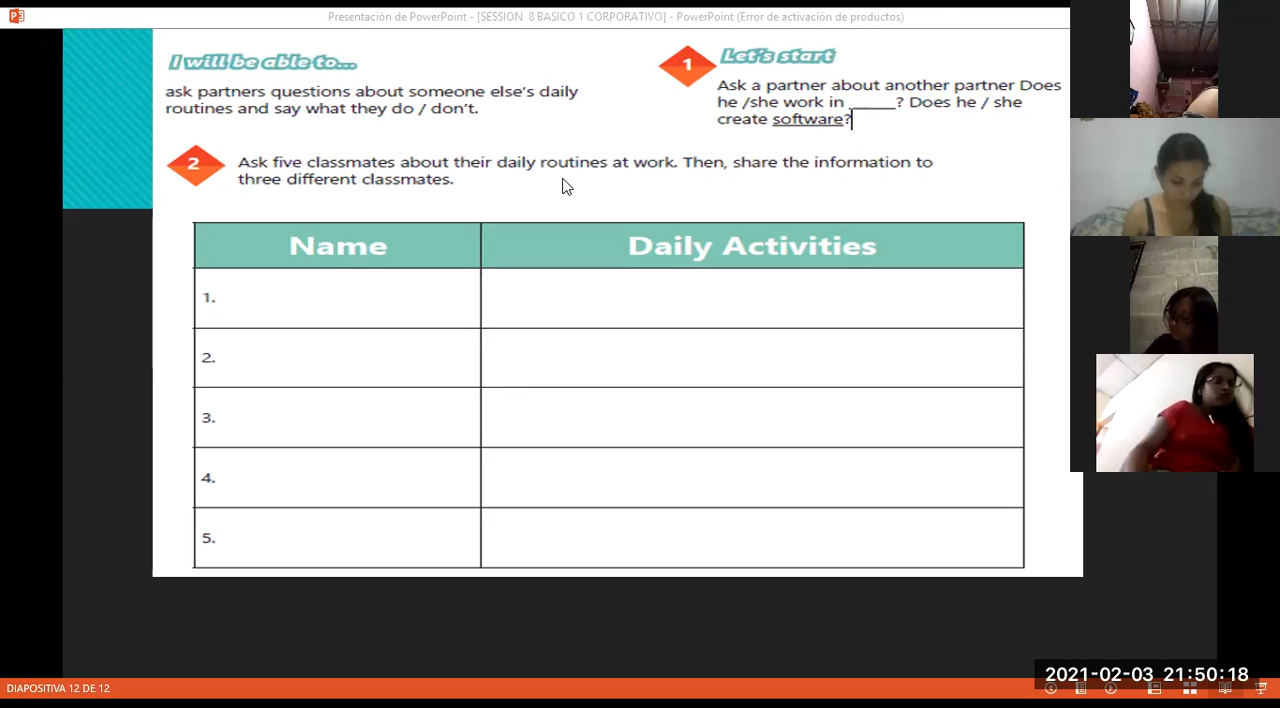 Presentación de PowerPoint - [SESSION 8 BASICO 1 CORPORATIVO] - PowerPoint (Error de activación de productos)
I will be able to...
ask partners questions about someone else's daily
routines and say what they do / don't.
1
Let's start
Ask a partner about another partner Does
he /she work in _____? Does he / she
create software?
2
Ask five classmates about their daily routines at work. Then, share the information to
three different classmates.
Name Daily Activities
1.
2.
3.
4.
5.
2021-02-03 21:50:18
DIAPOSITIVA 12 DE 12